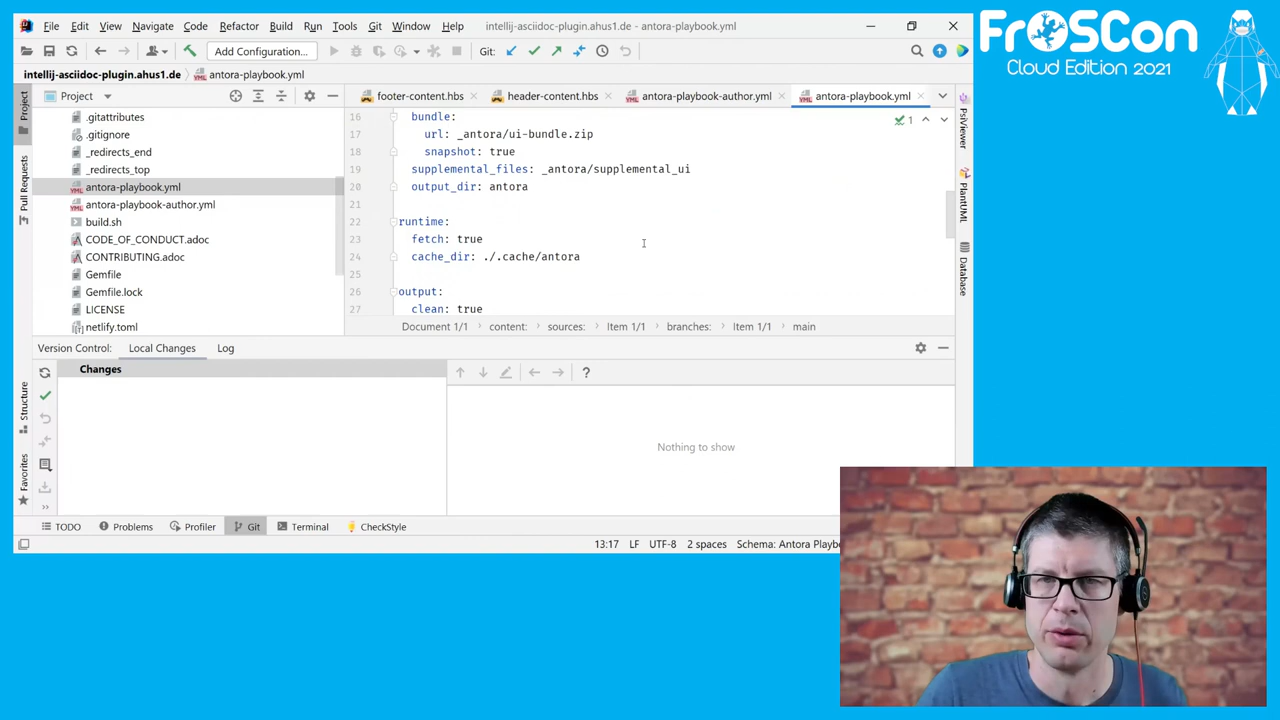 File Edit View Navigate Code Refactor Build Run Tools Git Window Help intellij-asciidoc-plugin.ahus1.de - antora-playbook.yml
Add Configuration... Git:
intellij-asciidoc-plugin.ahus1.de antora-playbook.yml
Project footer-content.hbs header-content.hbs antora-playbook-author.yml antora-playbook.yml
Project
Pull Requests
Structure
Favorites
.gitattributes
.gitignore
_redirects_end
_redirects_top
antora-playbook.yml
antora-playbook-author.yml
build.sh
CODE_OF_CONDUCT.adoc
CONTRIBUTING.adoc
Gemfile
Gemfile.lock
LICENSE
netlify.toml
16 bundle:
17 url: _antora/ui-bundle.zip
18 snapshot: true
19 supplemental_files: _antora/supplemental_ui
20 output_dir: antora
21
22 runtime:
23 fetch: true
24 cache_dir: ./.cache/antora
25
26 output:
27 clean: true
1
Document 1/1 content: sources: Item 1/1 branches: Item 1/1 main
PsiViewer
PlantUML
Database
Version Control: Local Changes Log
Changes
?
Nothing to show
TODO Problems Profiler Git Terminal CheckStyle
13:17 LF UTF-8 2 spaces Schema: Antora Playbo
FrOSCon
Cloud Edition 2021